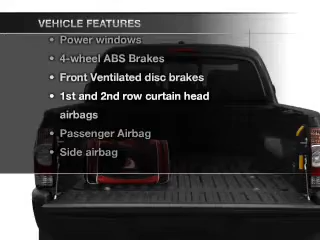 VEHICLE FEATURES
• Power windows
• 4-wheel ABS Brakes
• Front Ventilated disc brakes
• 1st and 2nd row curtain head
airbags
• Passenger Airbag
• Side airbag